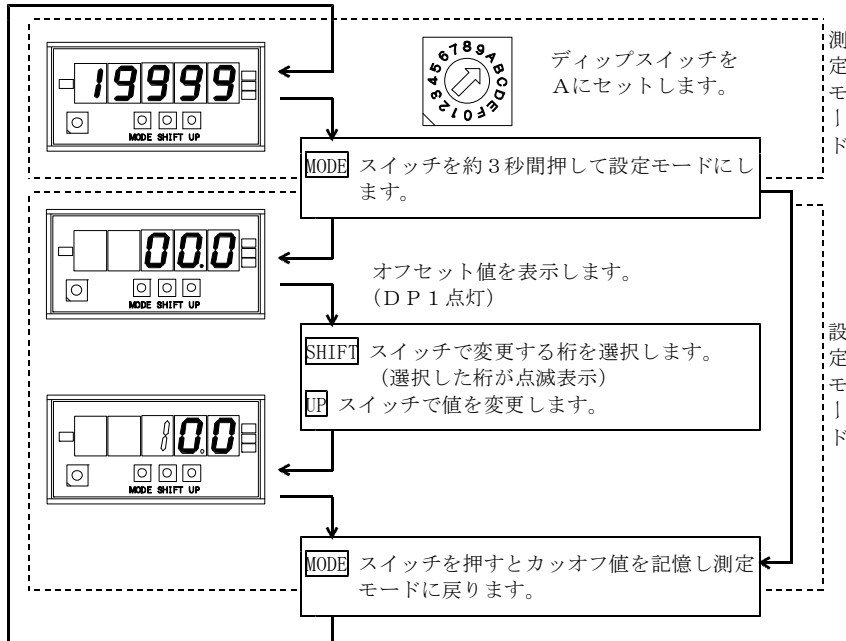 19999
MODE SHIFT UP
456789ABCDEF0123
ディップスイッチを
Aにセットします。
測定モード
MODE スイッチを約3秒間押して設定モードにし
ます。
00.0
MODE SHIFT UP
オフセット値を表示します。
(DP1点灯)
SHIFT スイッチで変更する桁を選択します。
(選択した桁が点滅表示)
UP スイッチで値を変更します。
設定モード
10.0
MODE SHIFT UP
MODE スイッチを押すとカッオフ値を記憶し測定
モードに戻ります。